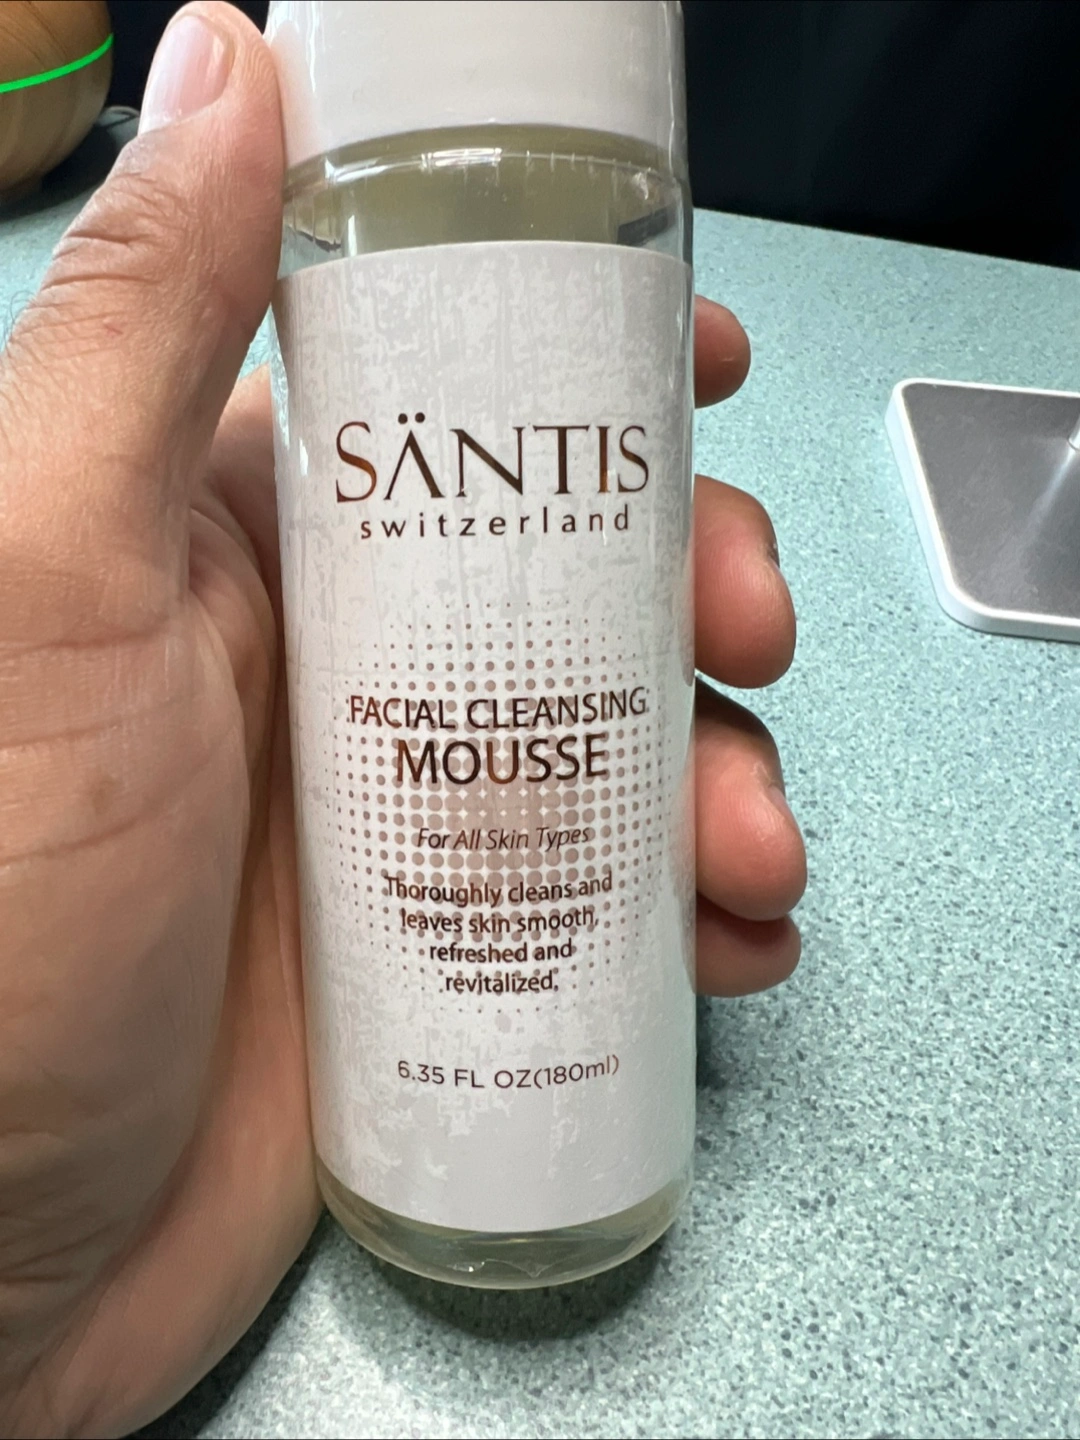 SÄNTIS
switzerland
FACIAL CLEANSING
MOUSSE
For All Skin Types
Thoroughly cleans and
leaves skin smooth,
refreshed and
revitalized.
6.35 FL OZ(180ml)